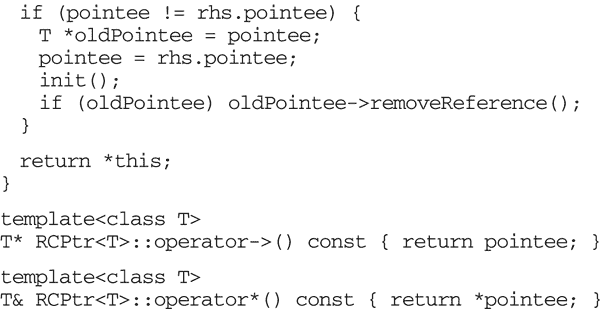 if (pointee != rhs.pointee) {
T *oldPointee = pointee;
pointee = rhs.pointee;
init();
if (oldPointee) oldPointee->removeReference();
}
return *this;
}
template<class T>
T* RCPtr<T>::operator->() const { return pointee; }
template<class T>
T& RCPtr<T>::operator*() const { return *pointee; }